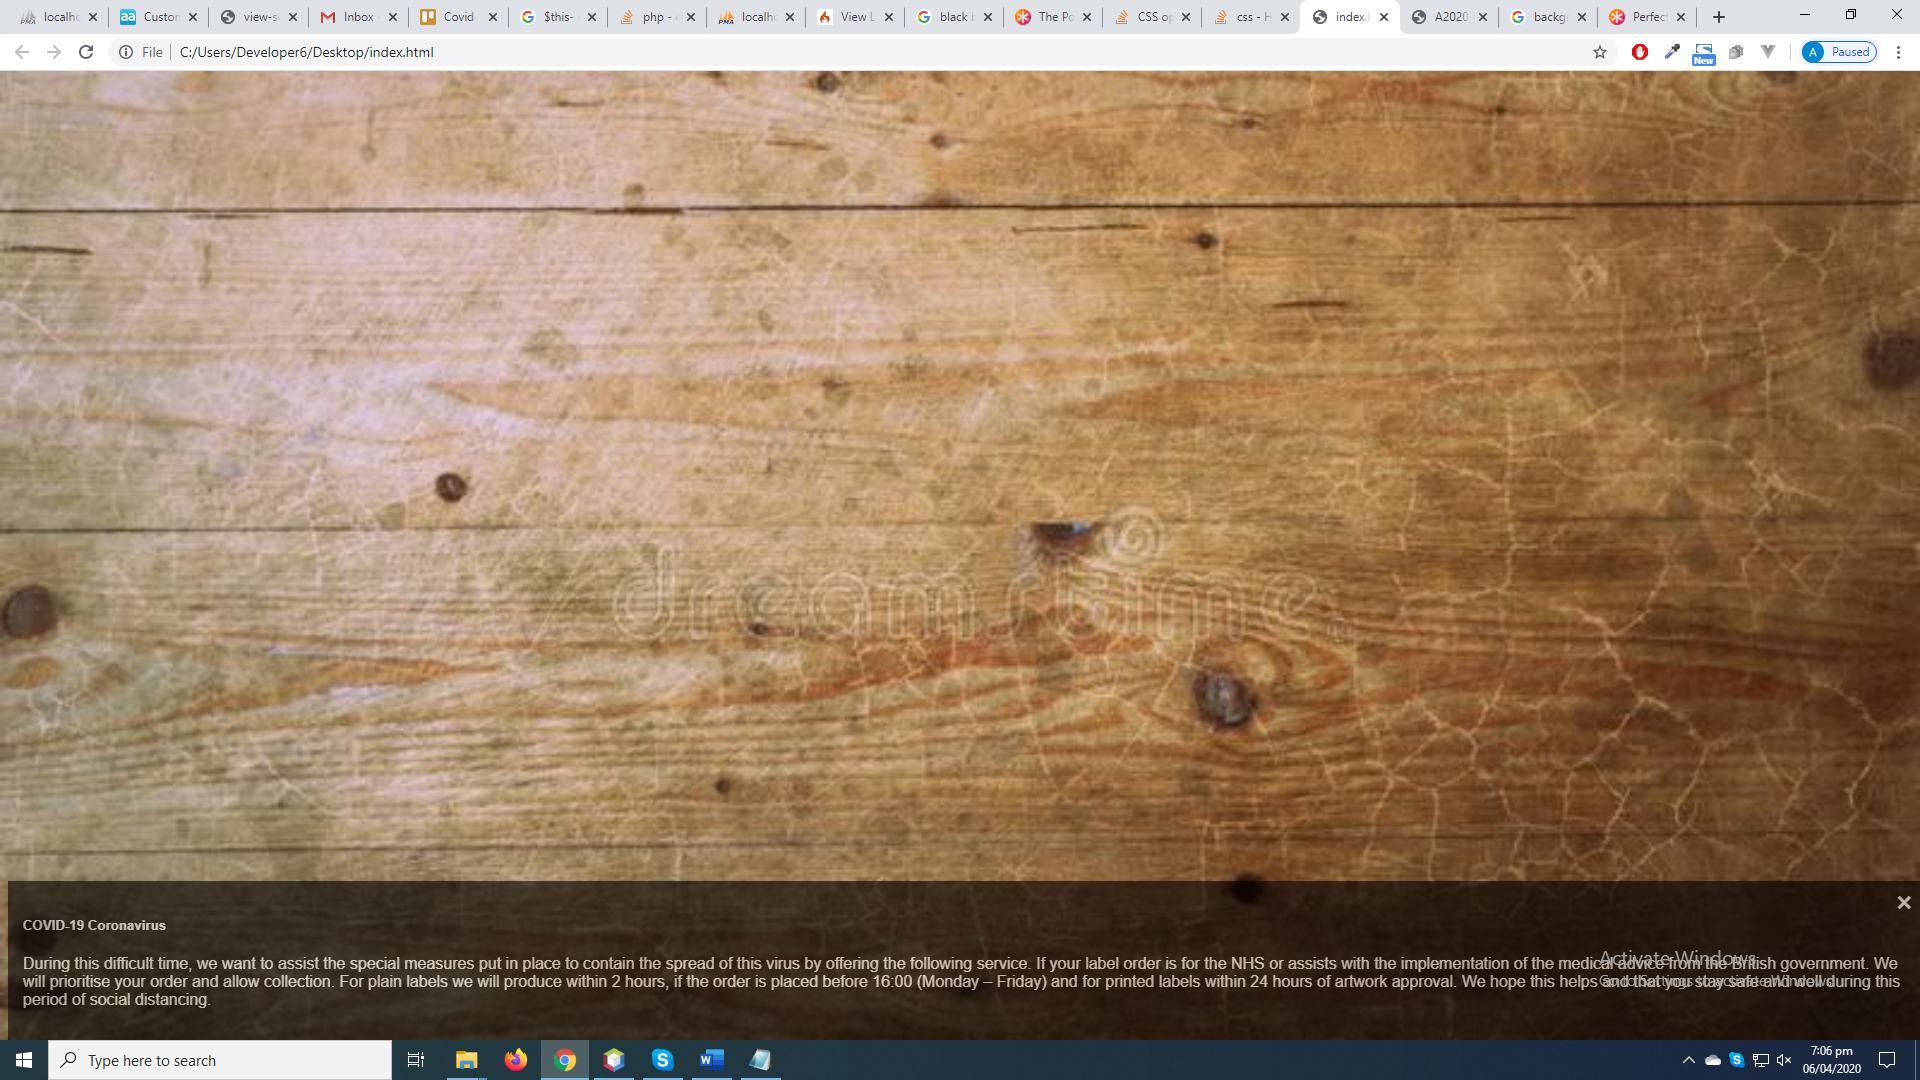 localho
Custom
view-s
Inbox -
Covid
$this-
php -
localh
View L
black b
The Po
CSS op
css - H
index.h
A2020
backg
Perfec
File
C:/Users/Developer6/Desktop/index.html
New
A
Paused
dreamstime
COVID-19 Coronavirus
During this difficult time, we want to assist the special measures put in place to contain the spread of this virus by offering the following service. If your label order is for the NHS or assists with the implementation of the medical advice from the British government. We
will prioritise your order and allow collection. For plain labels we will produce within 2 hours, if the order is placed before 16:00 (Monday – Friday) and for printed labels within 24 hours of artwork approval. We hope this helps and that you stay safe and well during this
period of social distancing.
Activate Windows
Go to Settings to activate Windows.
Type here to search
7:06 pm
06/04/2020